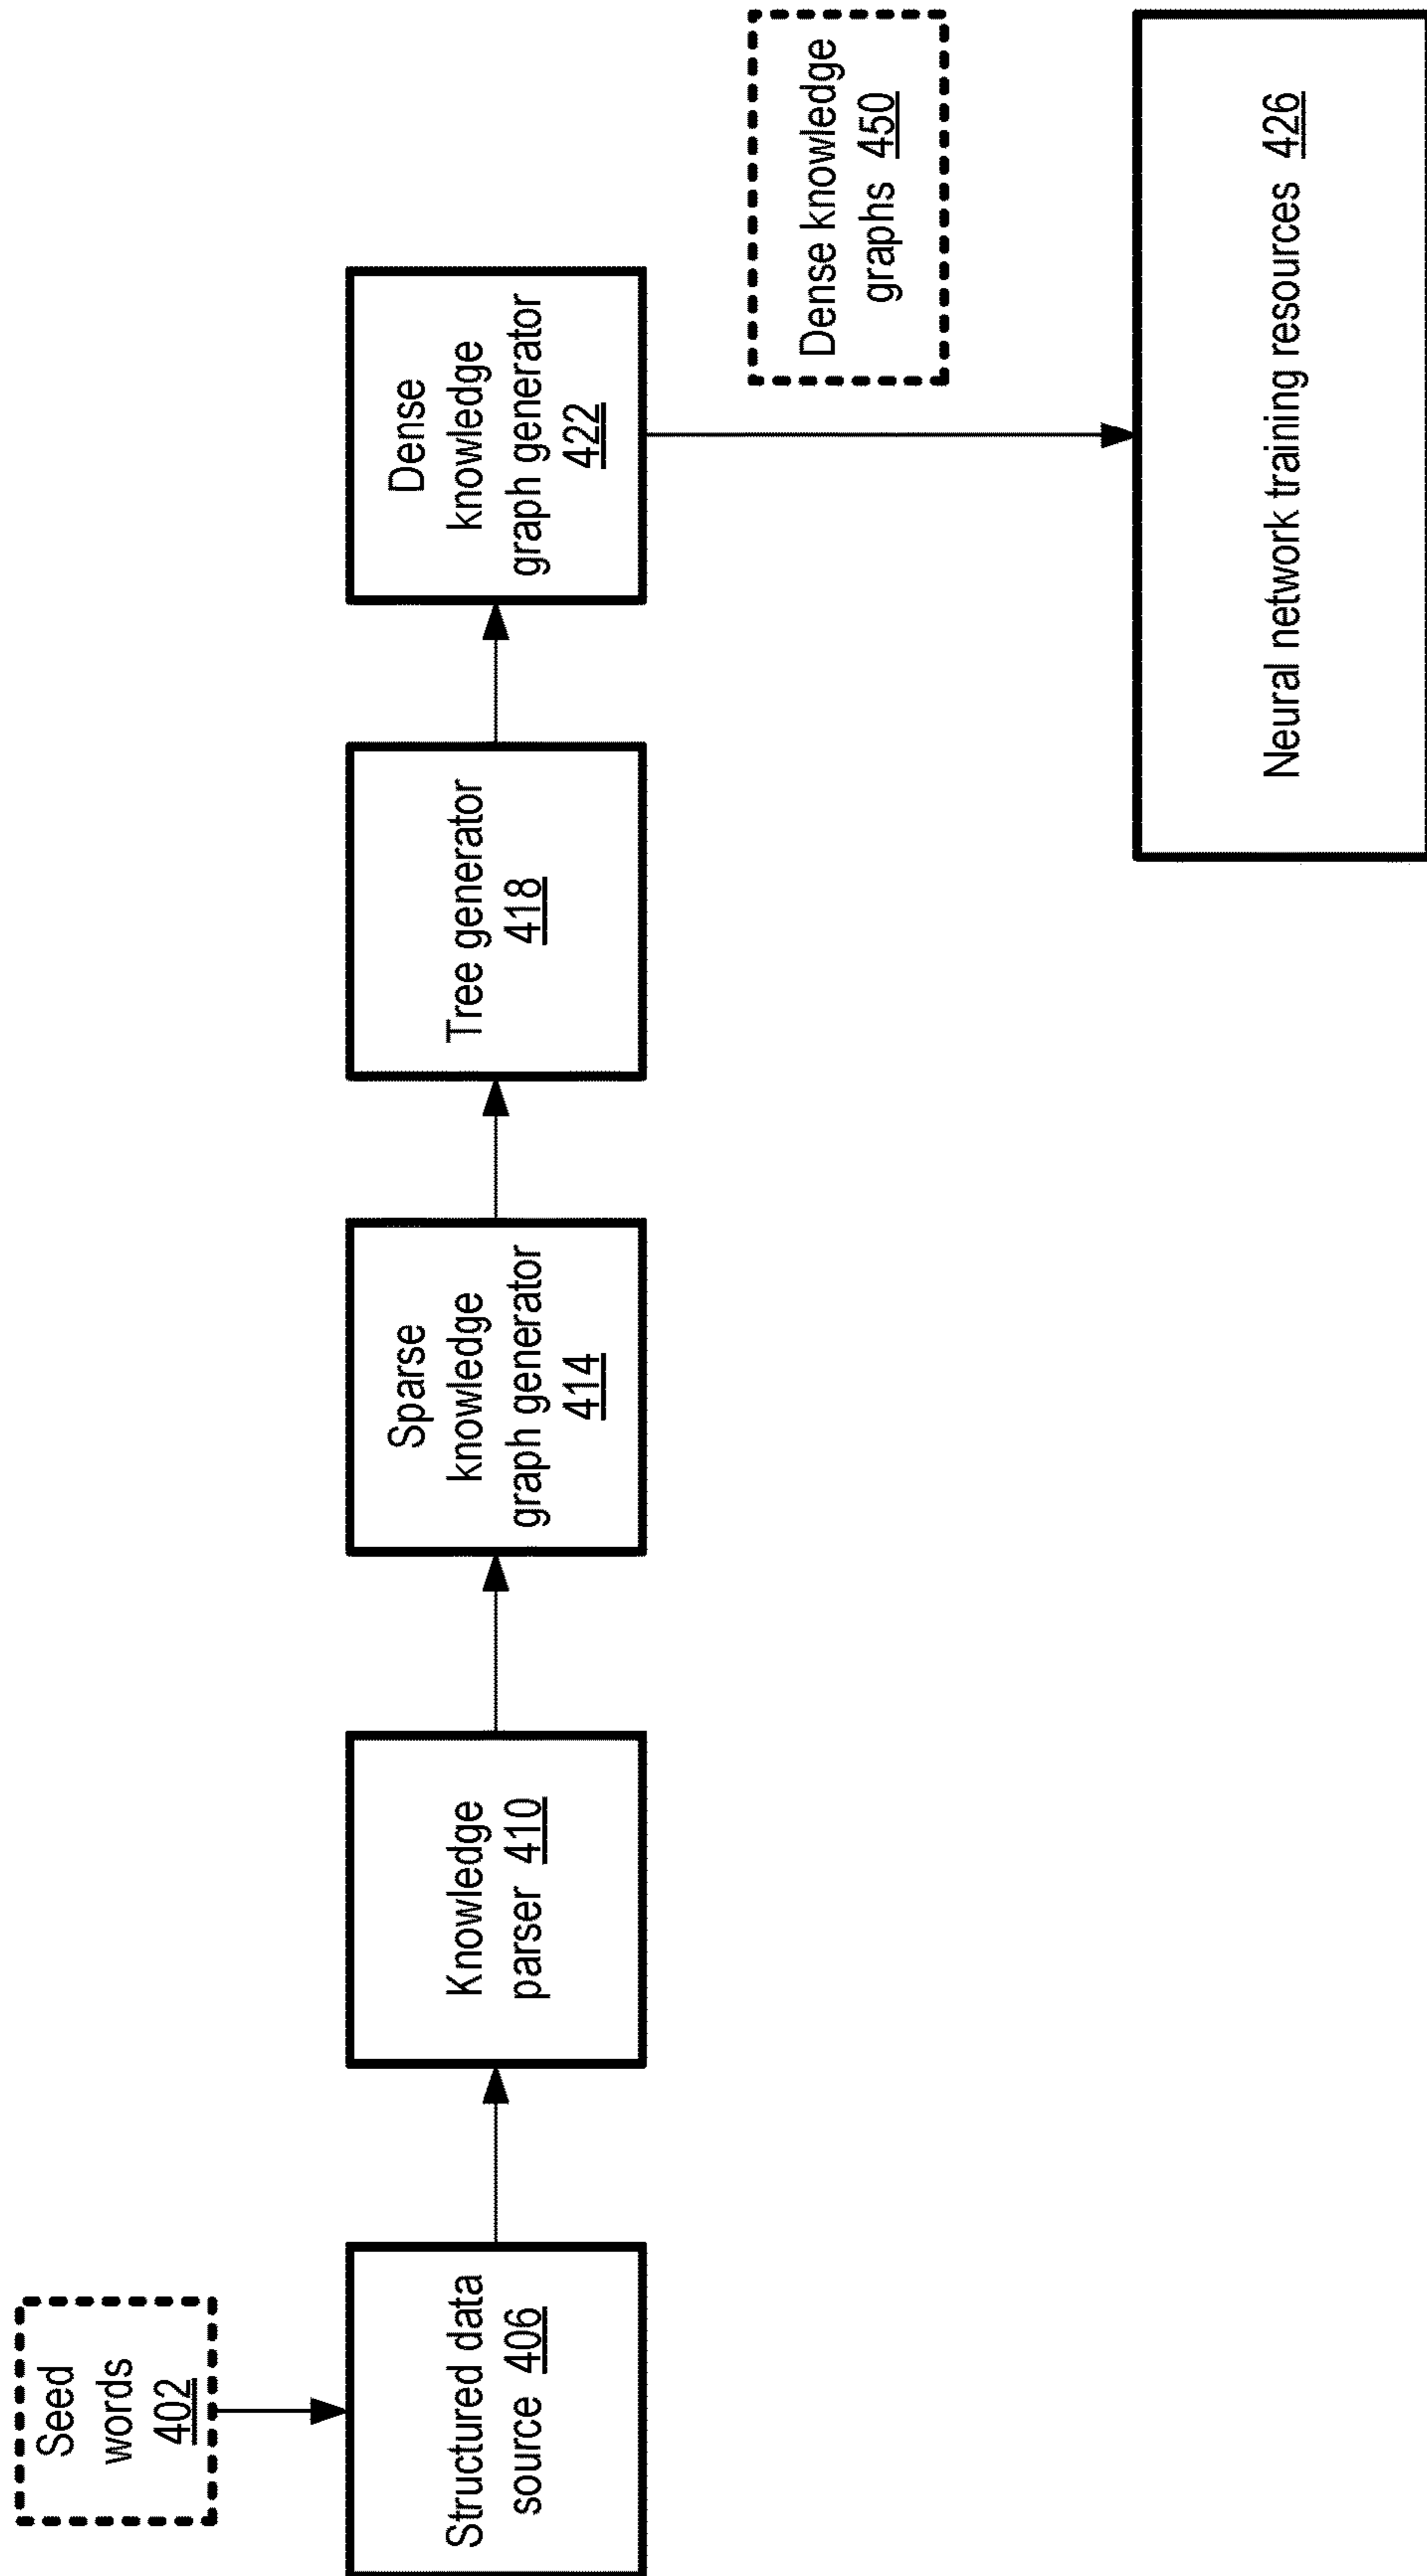 Seed
words
402
Structured data
source 406
Knowledge
parser 410
Sparse
knowledge
graph generator
414
Tree generator
418
Dense
knowledge
graph generator
422
Dense knowledge
graphs 450
Neural network training resources 426